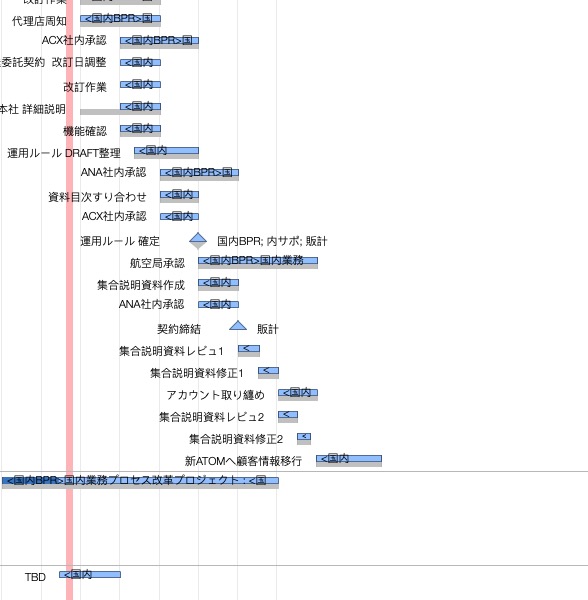 代理店周知 <国内BPR>国
ACX社内承認 <国内BPR>国
委託契約 改訂日調整 <国内
改訂作業 <国内
本社 詳細説明 <国内
機能確認 <国内
運用ルール DRAFT整理 <国内
ANA社内承認 <国内BPR>国
資料目次すり合わせ <国内
ACX社内承認 <国内
運用ルール 確定 国内BPR; 内サポ; 販計
航空局承認 <国内BPR>国内業務
集合説明資料作成 <国内
ANA社内承認 <国内
契約締結 販計
集合説明資料レビュ1 <
集合説明資料修正1 <
アカウント取り纏め <国内
集合説明資料レビュ2 <
集合説明資料修正2 <
新ATOMへ顧客情報移行 <国内
<国内BPR>国内業務プロセス改革プロジェクト : <国
TBD <国内